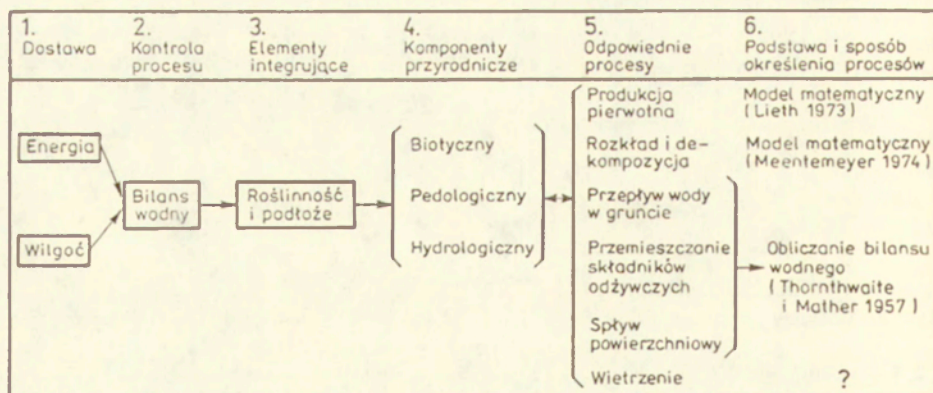 1.
Dostawa
2.
Kontrola
procesu
3.
Elementy
integrujące
4.
Komponenty
przyrodnicze
5.
Odpowiednie
procesy
6.
Podstawa i sposób
określenia procesów
Energia
Wilgoć
Bilans
wodny
Roślinność
i podłoże
Biotyczny
Pedologiczny
Hydrologiczny
Produkcja
pierwotna
Rozkład i de-
kompozycja
Przepływ wody
w gruncie
Przemieszczanie
składników
odżywczych
Spływ
powierzchniowy
Wietrzenie
Model matematyczny
(Lieth 1973)
Model matematyczny
(Meentemeyer 1974)
Obliczanie bilansu
wodnego
(Thornthwaite
i Mather 1957)
?